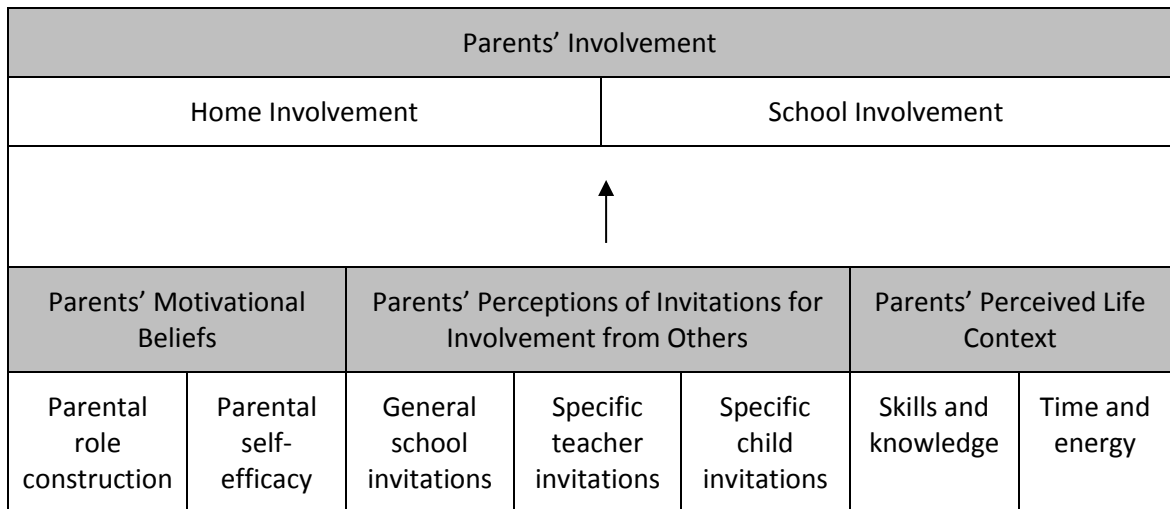 Parents’ Involvement
Home Involvement
School Involvement
Parents’ Motivational
Beliefs
Parents’ Perceptions of Invitations for
Involvement from Others
Parents’ Perceived Life
Context
Parental
role
construction
Parental
self-
efficacy
General
school
invitations
Specific
teacher
invitations
Specific
child
invitations
Skills and
knowledge
Time and
energy